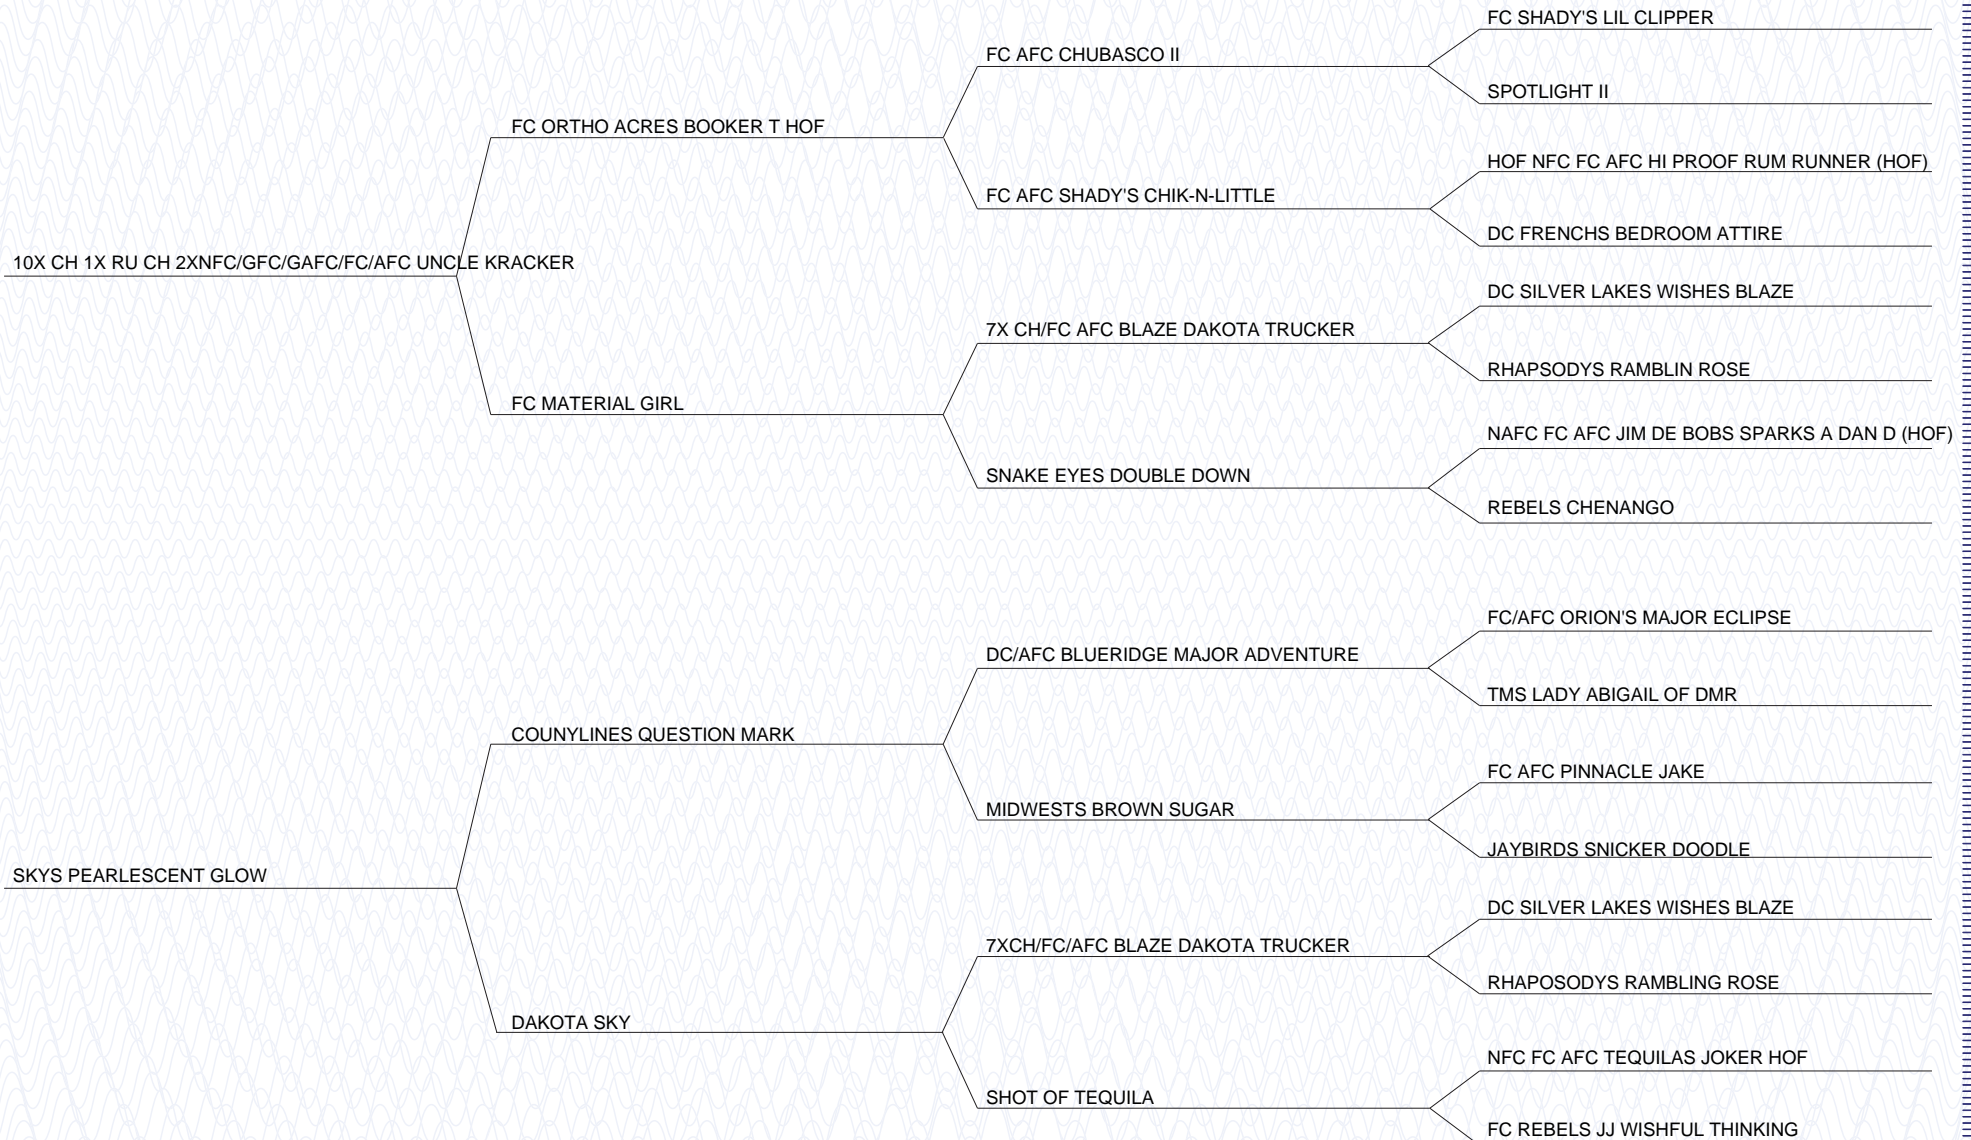 FC SHADY'S LIL CLIPPER
FC AFC CHUBASCO II
SPOTLIGHT II
FC ORTHO ACRES BOOKER T HOF
HOF NFC FC AFC HI PROOF RUM RUNNER (HOF)
FC AFC SHADY'S CHIK-N-LITTLE
DC FRENCHS BEDROOM ATTIRE
10X CH 1X RU CH 2XNFC/GFC/GAFC/FC/AFC UNCLE KRACKER
DC SILVER LAKES WISHES BLAZE
7X CH/FC AFC BLAZE DAKOTA TRUCKER
RHAPSODYS RAMBLIN ROSE
FC MATERIAL GIRL
NAFC FC AFC JIM DE BOBS SPARKS A DAN D (HOF)
SNAKE EYES DOUBLE DOWN
REBELS CHENANGO
FC/AFC ORION'S MAJOR ECLIPSE
DC/AFC BLUERIDGE MAJOR ADVENTURE
TMS LADY ABIGAIL OF DMR
COUNYLINES QUESTION MARK
FC AFC PINNACLE JAKE
MIDWESTS BROWN SUGAR
JAYBIRDS SNICKER DOODLE
SKYS PEARLESCENT GLOW
DC SILVER LAKES WISHES BLAZE
7XCH/FC/AFC BLAZE DAKOTA TRUCKER
RHAPOSODYS RAMBLING ROSE
DAKOTA SKY
NFC FC AFC TEQUILAS JOKER HOF
SHOT OF TEQUILA
FC REBELS JJ WISHFUL THINKING